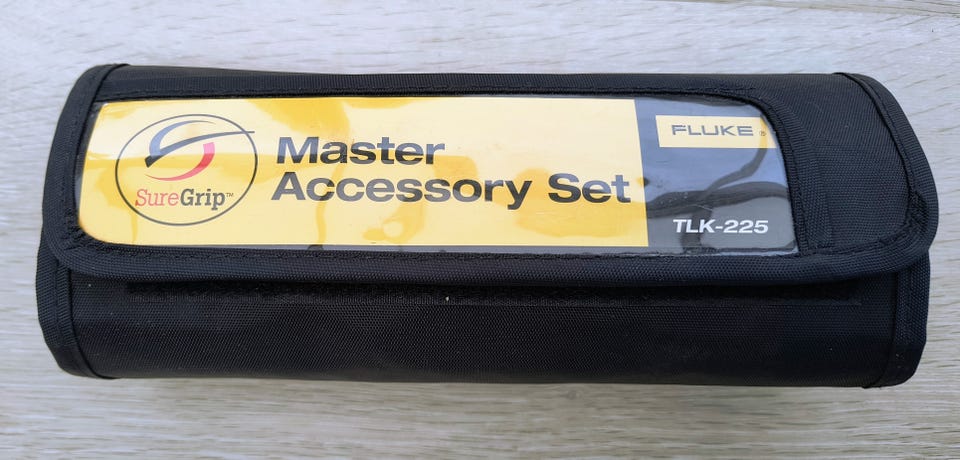 SureGrip™
Master
Accessory Set
FLUKE®
TLK-225